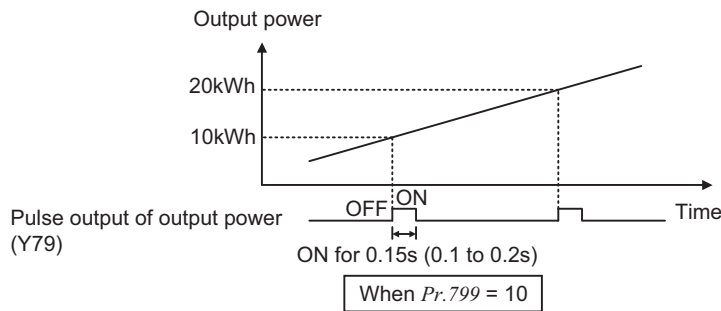 Output power
20kWh
10kWh
Time
OFF
ON
Pulse output of output power
(Y79)
ON for 0.15s (0.1 to 0.2s)
When Pr.799 = 10